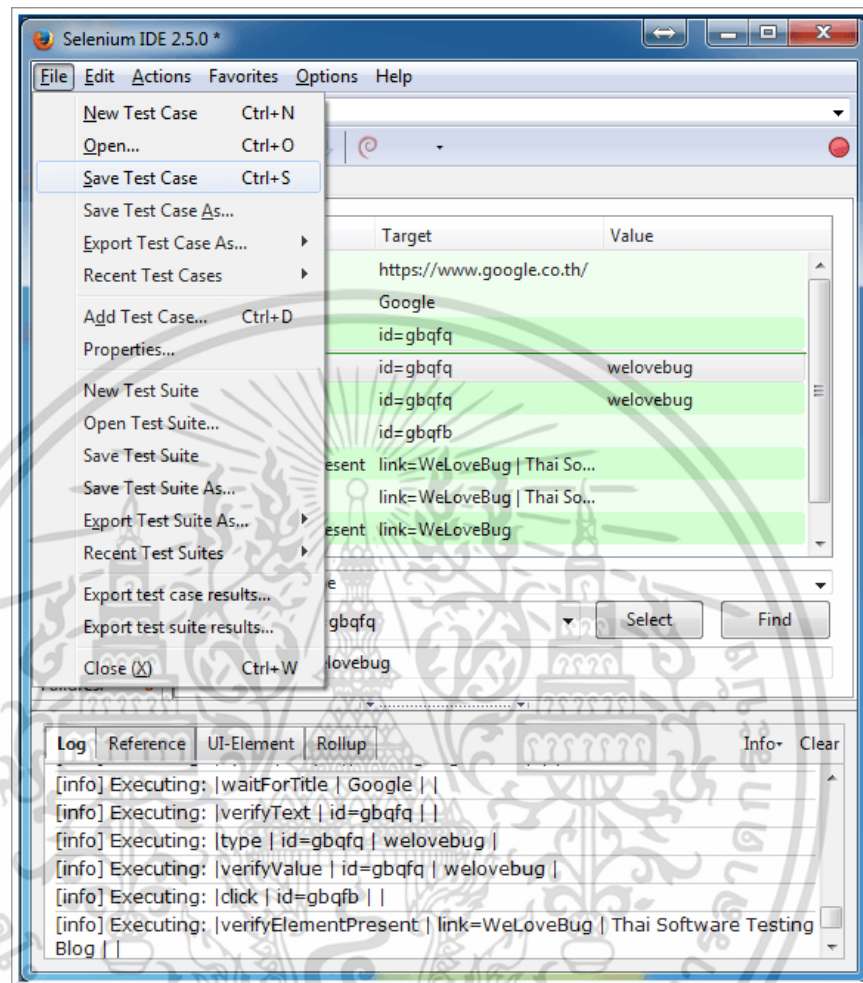 Selenium IDE 2.5.0 *
File Edit Actions Favorites Options Help
New Test Case Ctrl+N
Open... Ctrl+O
Save Test Case Ctrl+S
Save Test Case As...
Export Test Case As...
Recent Test Cases
Add Test Case... Ctrl+D
Properties...
New Test Suite
Open Test Suite...
Save Test Suite
Save Test Suite As...
Export Test Suite As...
Recent Test Suites
Export test case results...
Export test suite results...
Close (X) Ctrl+W
Target Value
https://www.google.co.th/
Google
id=gbqfq
id=gbqfq welovebug
id=gbqfq welovebug
id=gbqfb
esent link=WeLoveBug | Thai So...
link=WeLoveBug | Thai So...
esent link=WeLoveBug
gbqfq Select Find
lovebug
Log Reference UI-Element Rollup Info Clear
[info] Executing: |waitForTitle | Google | |
[info] Executing: |verifyText | id=gbqfq | |
[info] Executing: |type | id=gbqfq | welovebug |
[info] Executing: |verifyValue | id=gbqfq | welovebug |
[info] Executing: |click | id=gbqfb | |
[info] Executing: |verifyElementPresent | link=WeLoveBug | Thai Software Testing
Blog | |